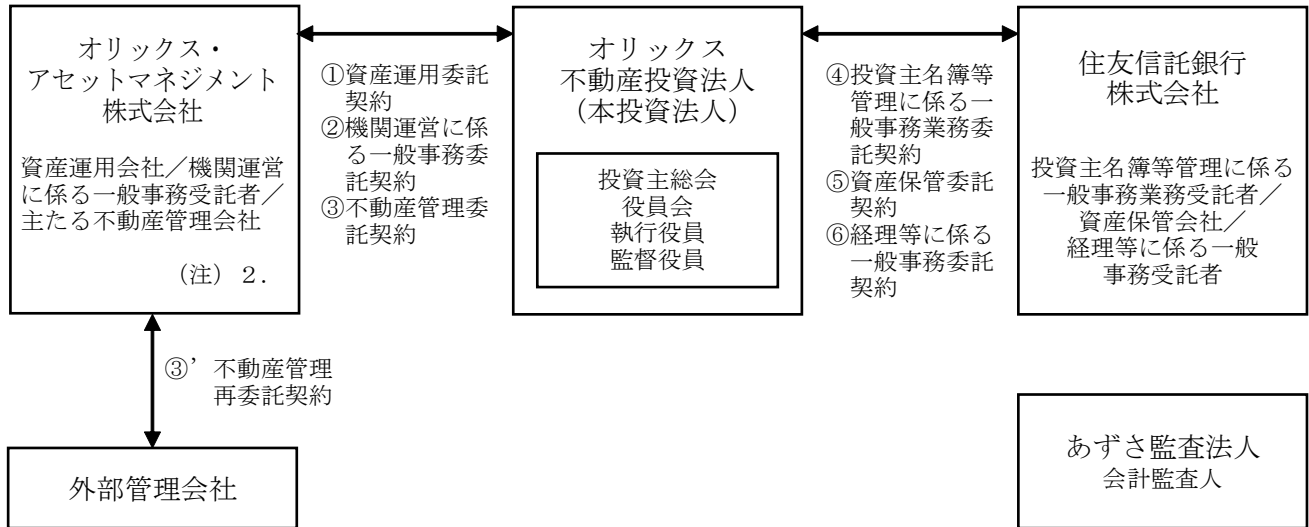 オリックス・
アセットマネジメント
株式会社
資産運用会社／機関運営
に係る一般事務受託者／
主たる不動産管理会社
（注）２．
①資産運用委託
契約
②機関運営に係
る一般事務委
託契約
③不動産管理委
託契約
オリックス
不動産投資法人
（本投資法人）
投資主総会
役員会
執行役員
監督役員
④投資主名簿等
管理に係る一
般事務業務委
託契約
⑤資産保管委託
契約
⑥経理等に係る
一般事務委託
契約
住友信託銀行
株式会社
投資主名簿等管理に係る
一般事務業務受託者／
資産保管会社／
経理等に係る一般
事務受託者
③’不動産管理
再委託契約
外部管理会社
あずさ監査法人
会計監査人